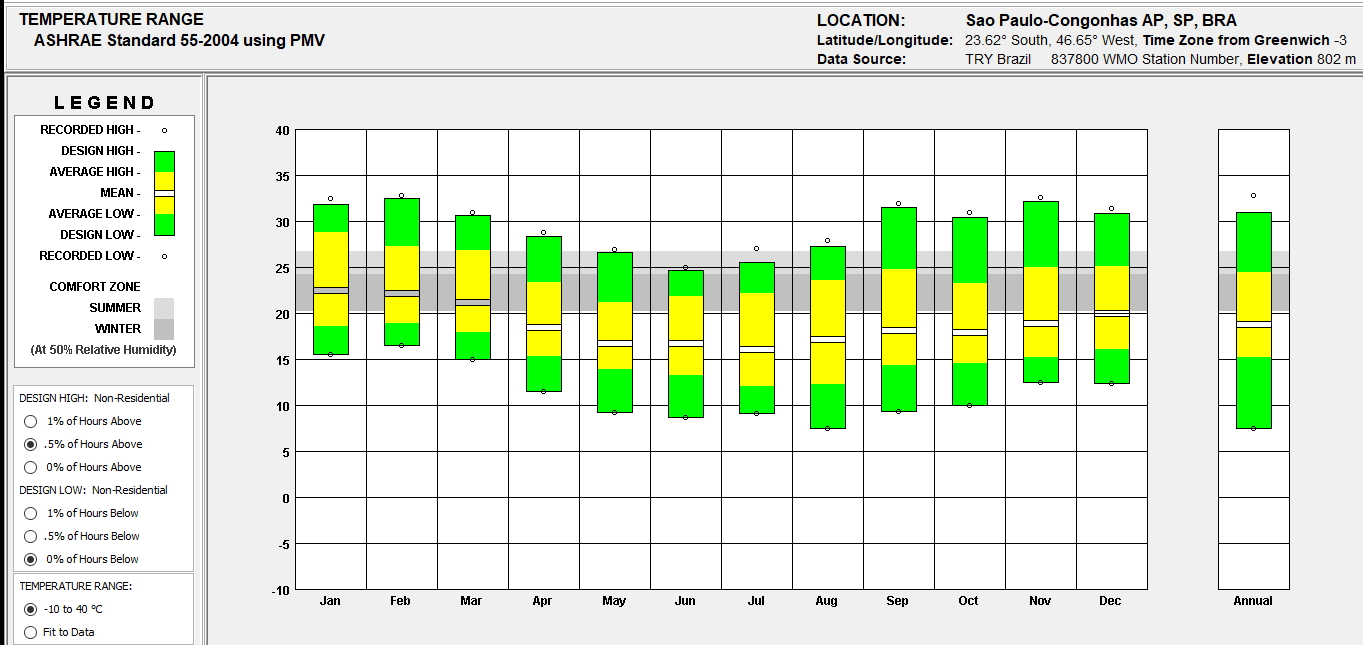 TEMPERATURE RANGE
ASHRAE Standard 55-2004 using PMV
LOCATION: Sao Paulo-Congonhas AP, SP, BRA
Latitude/Longitude: 23.62° South, 46.65° West, Time Zone from Greenwich -3
Data Source: TRY Brazil 837800 WMO Station Number, Elevation 802 m
LEGEND
RECORDED HIGH -
DESIGN HIGH -
AVERAGE HIGH -
MEAN -
AVERAGE LOW -
DESIGN LOW -
RECORDED LOW -
COMFORT ZONE
SUMMER
WINTER
(At 50% Relative Humidity)
DESIGN HIGH: Non-Residential
1% of Hours Above
.5% of Hours Above
0% of Hours Above
DESIGN LOW: Non-Residential
1% of Hours Below
.5% of Hours Below
0% of Hours Below
TEMPERATURE RANGE:
-10 to 40 °C
Fit to Data
40
35
30
25
20
15
10
5
0
-5
-10
Jan Feb Mar Apr May Jun Jul Aug Sep Oct Nov Dec Annual